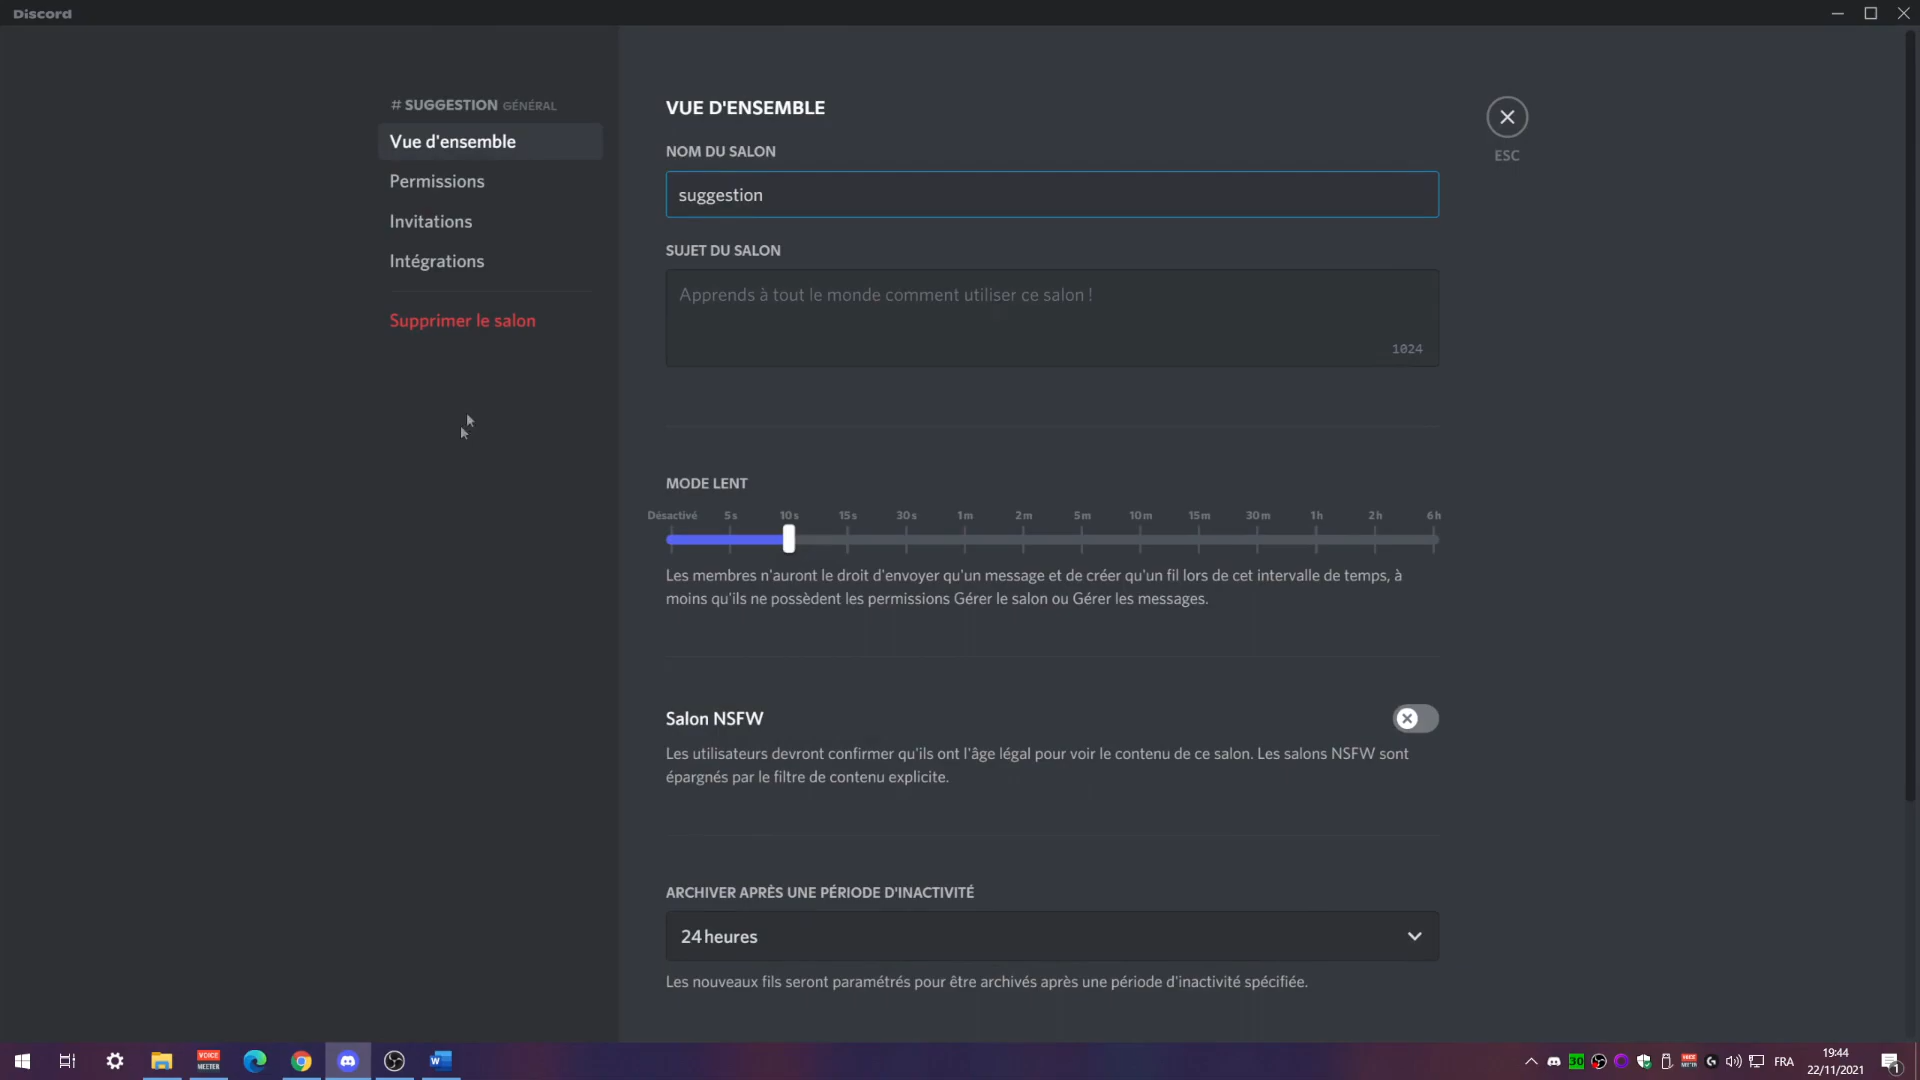 Discord
# SUGGESTION GÉNÉRAL
Vue d'ensemble
Permissions
Invitations
Intégrations
Supprimer le salon
VUE D'ENSEMBLE
NOM DU SALON
suggestion
SUJET DU SALON
Apprends à tout le monde comment utiliser ce salon !
1024
ESC
MODE LENT
Désactivé 5s 10s 15s 30s 1m 2m 5m 10m 15m 30m 1h 2h 6h
Les membres n'auront le droit d'envoyer qu'un message et de créer qu'un fil lors de cet intervalle de temps, à
moins qu'ils ne possèdent les permissions Gérer le salon ou Gérer les messages.
Salon NSFW
Les utilisateurs devront confirmer qu'ils ont l'âge légal pour voir le contenu de ce salon. Les salons NSFW sont
épargnés par le filtre de contenu explicite.
ARCHIVER APRÈS UNE PÉRIODE D'INACTIVITÉ
24 heures
Les nouveaux fils seront paramétrés pour être archivés après une période d'inactivité spécifiée.
VOICE
MEETER
W
30
FRA
19:44
22/11/2021
1